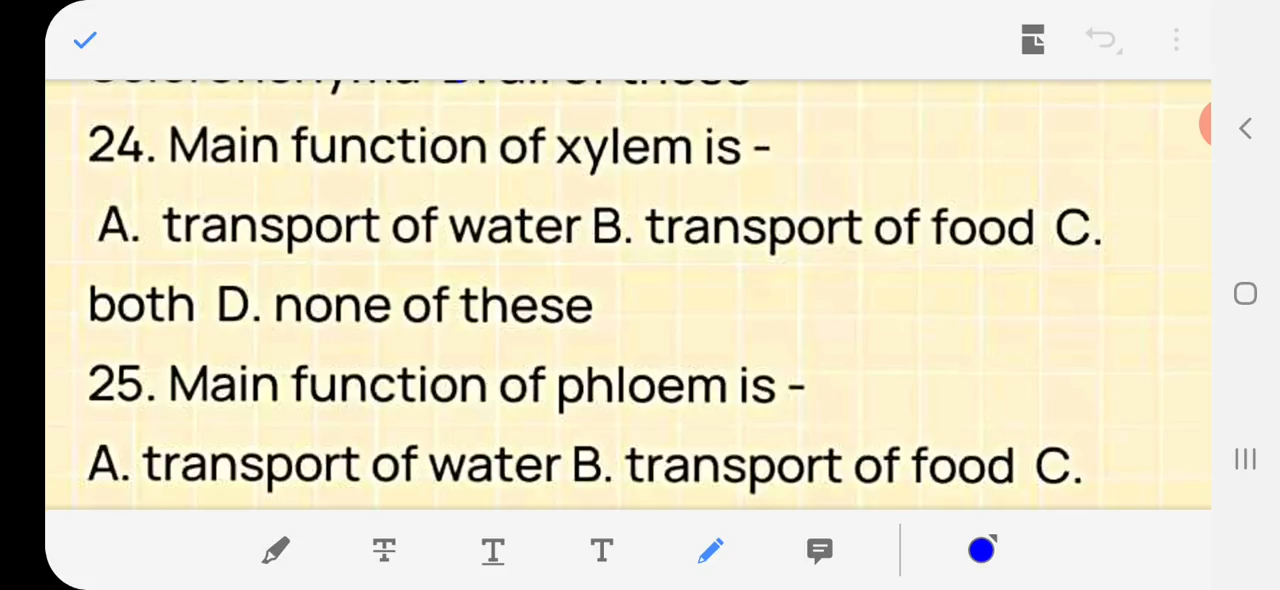 24. Main function of xylem is -
A. transport of water B. transport of food C.
both D. none of these
25. Main function of phloem is -
A. transport of water B. transport of food C.